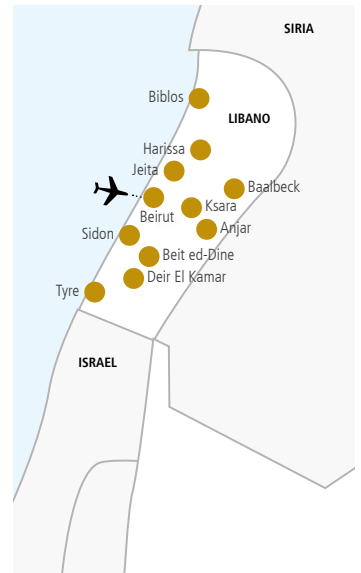 SIRIA
Biblos
LIBANO
Harissa
Jeita
Baalbeck
Ksara
Beirut
Anjar
Sidon
Beit ed-Dine
Deir El Kamar
Tyre
ISRAEL